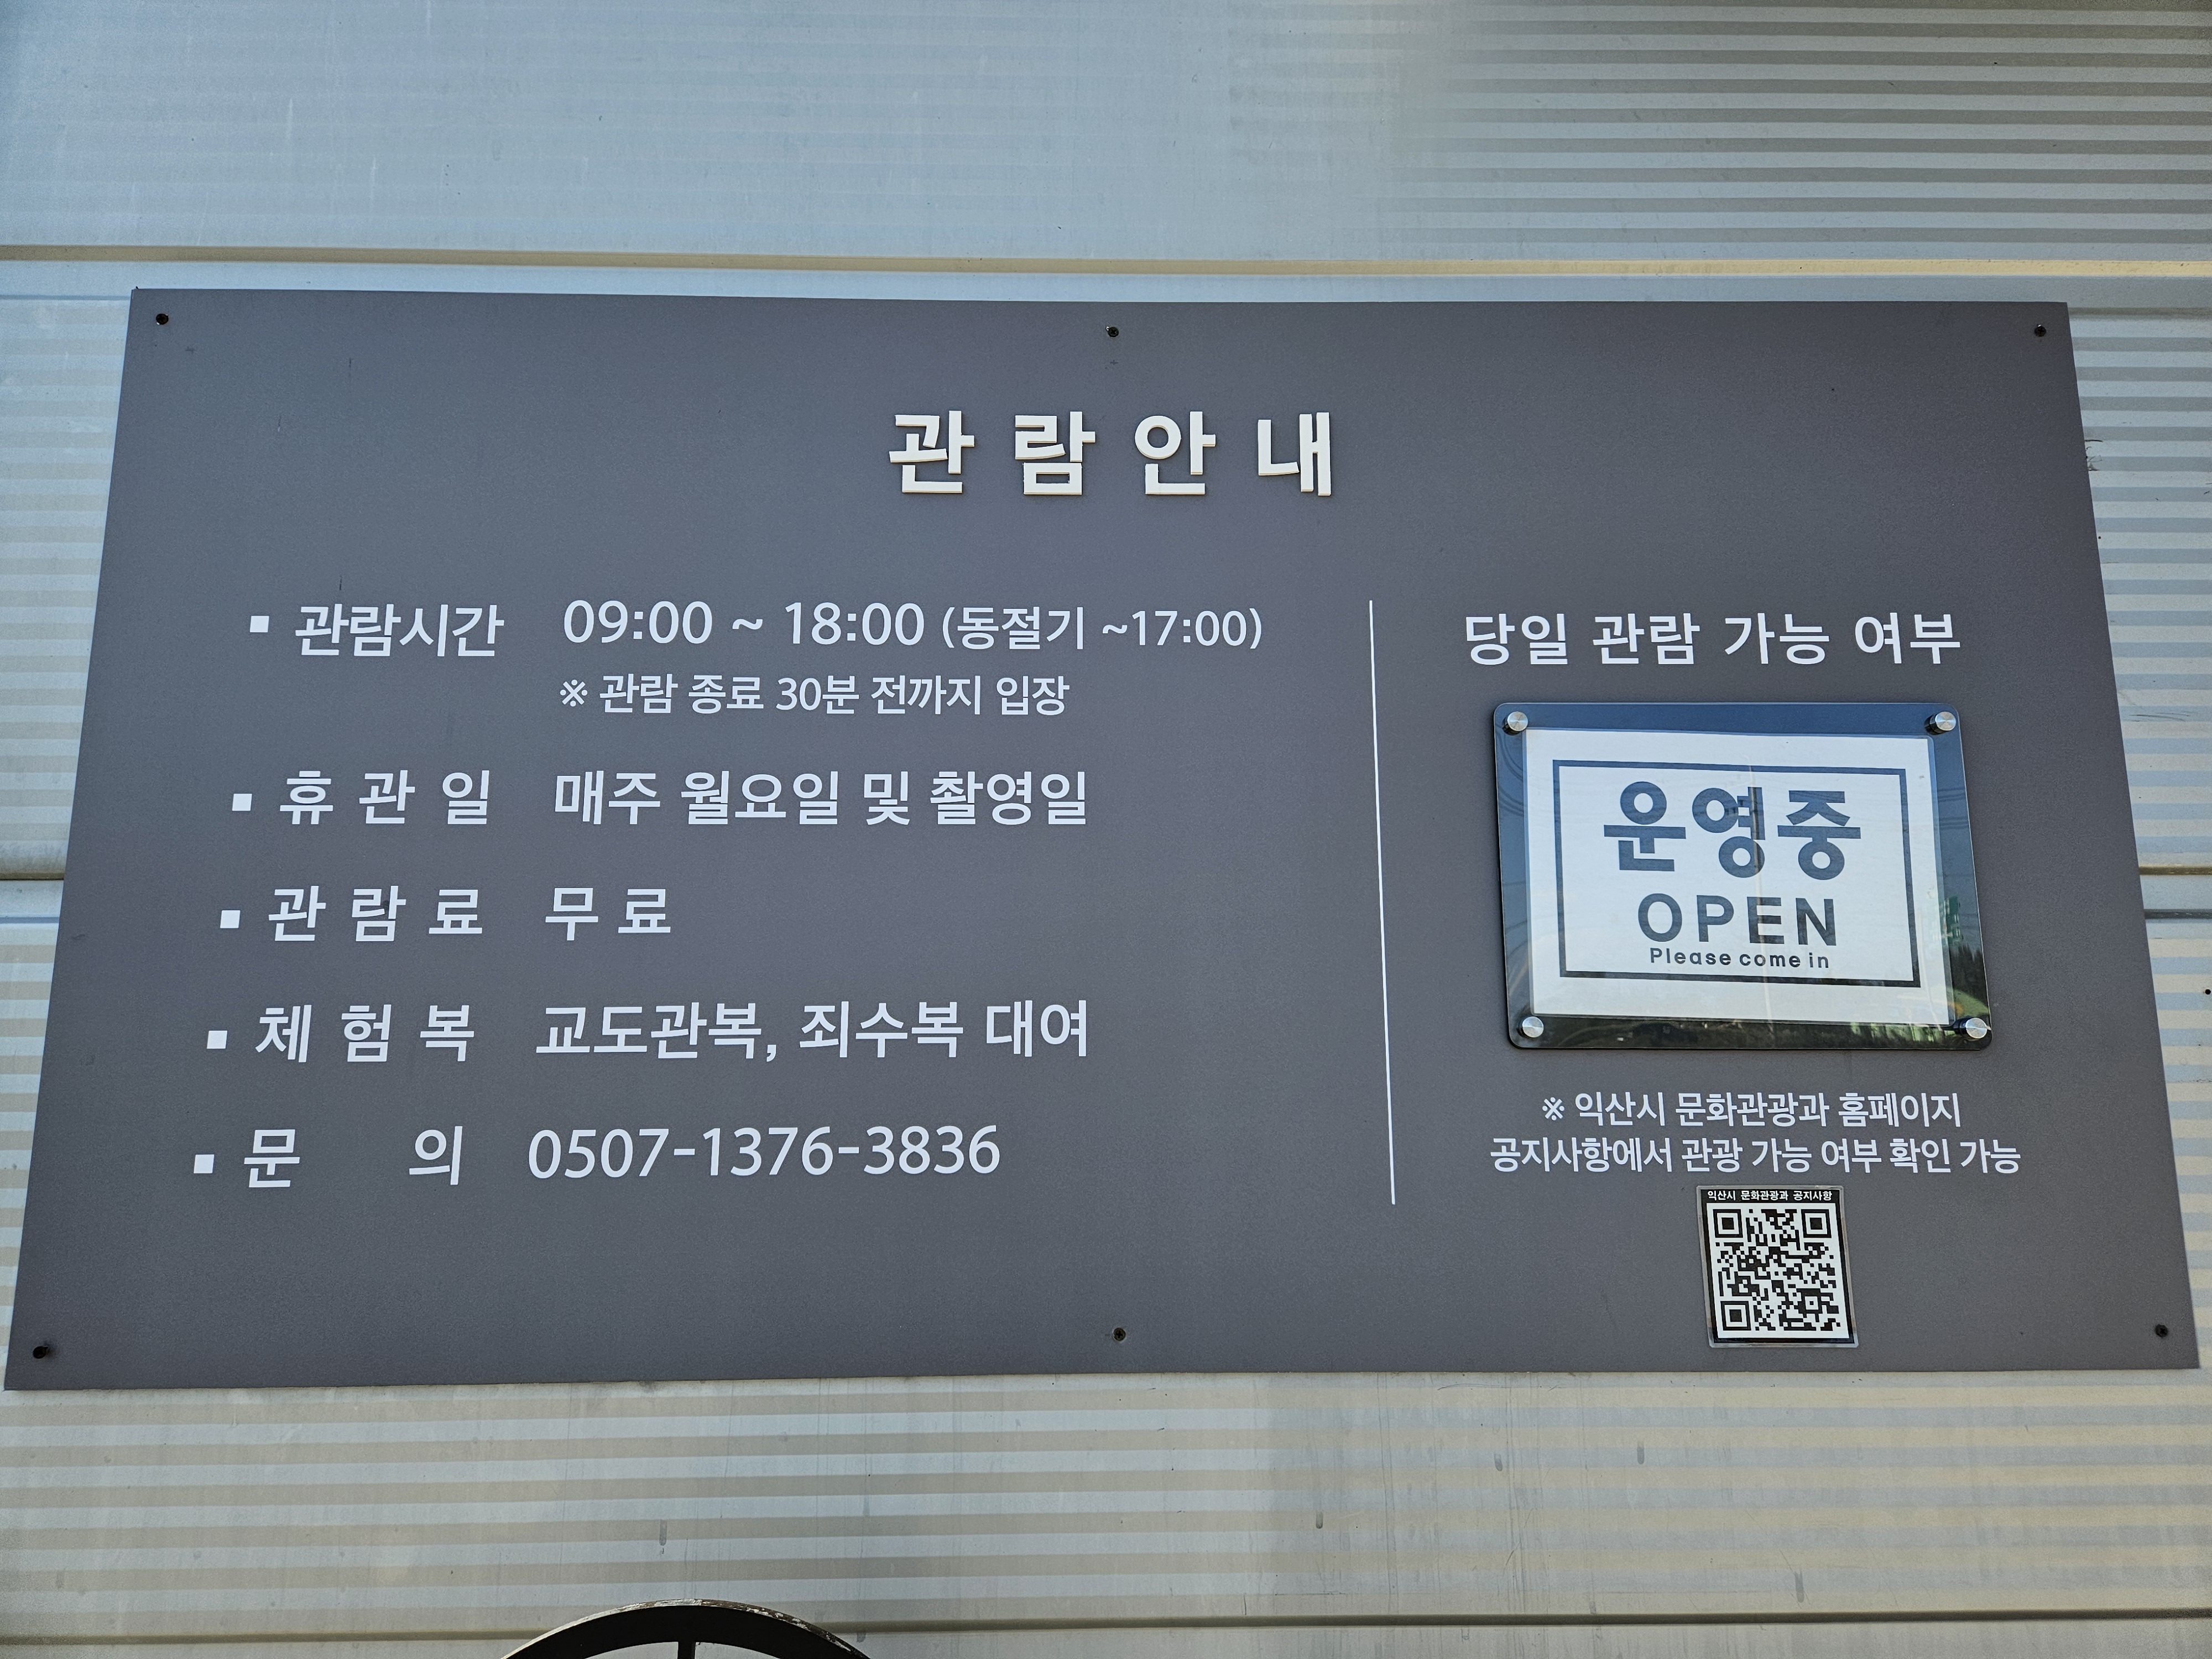 관람안내
▪ 관람시간 09:00 ~ 18:00 (동절기 ~17:00)
※ 관람 종료 30분 전까지 입장
▪ 휴관일 매주 월요일 및 촬영일
▪ 관람료 무료
▪ 체험복 교도관복, 죄수복 대여
▪ 문의 0507-1376-3836
당일 관람 가능 여부
운영중
OPEN
Please come in
※ 익산시 문화관광과 홈페이지
공지사항에서 관광 가능 여부 확인 가능
익산시 문화관광과 공지사항